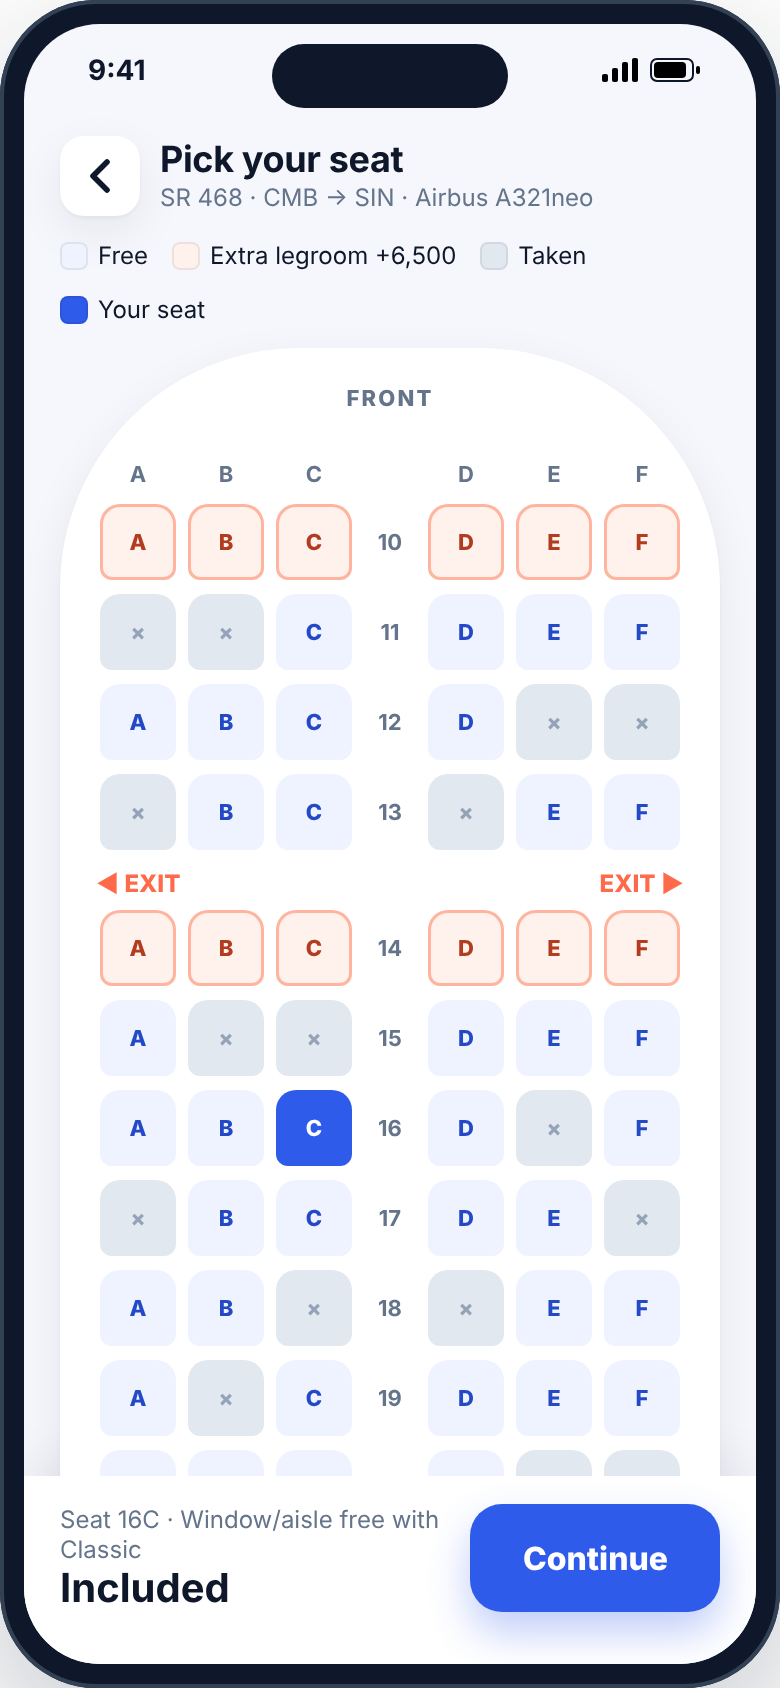 9:41
Pick your seat
SR 468 · CMB → SIN · Airbus A321neo
Free Extra legroom +6,500 Taken
Your seat
FRONT
A B C D E F
A B C 10 D E F
× × C 11 D E F
A B C 12 D × ×
× B C 13 × E F
◀ EXIT EXIT ▶
A B C 14 D E F
A × × 15 D E F
A B C 16 D × F
× B C 17 D E ×
A B × 18 × E F
A × C 19 D E F
Seat 16C · Window/aisle free with
Classic
Included
Continue